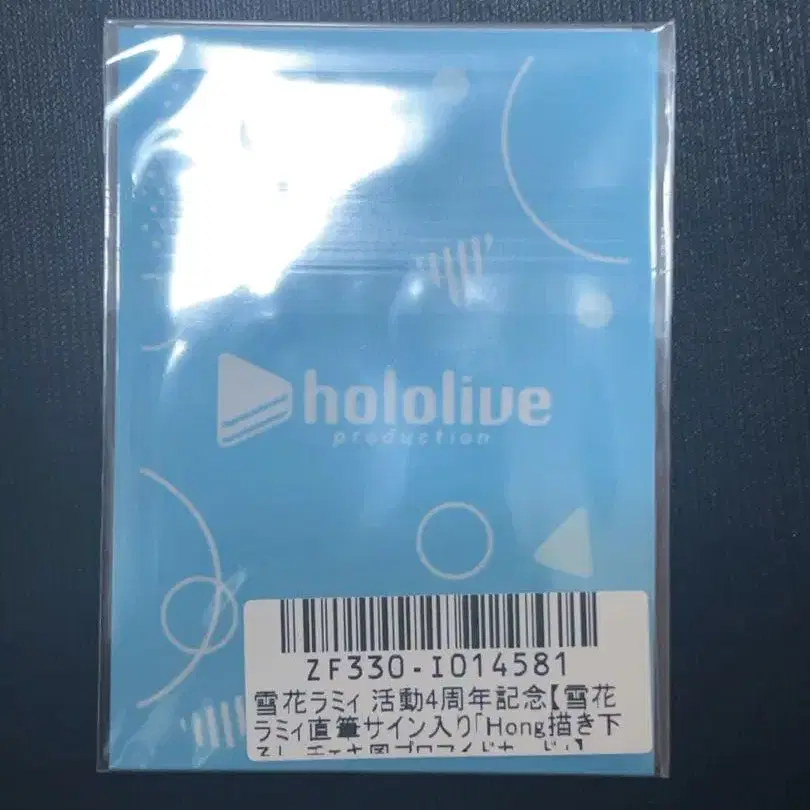 hololive
production
ZF330-I014581
雪花ラミィ 活動4周年記念【雪花
ラミィ直筆サイン入り「Hong描き下